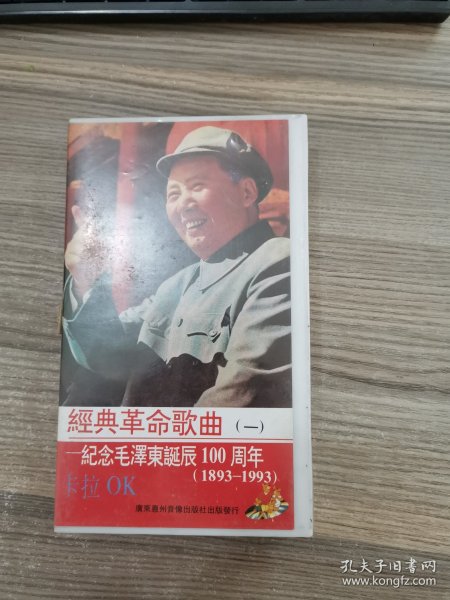 經典革命歌曲(一)
—紀念毛澤東誕辰100周年
(1893-1993)
卡拉OK
廣東惠州音像出版社出版發行
孔夫子旧书网
www.kongfz.com